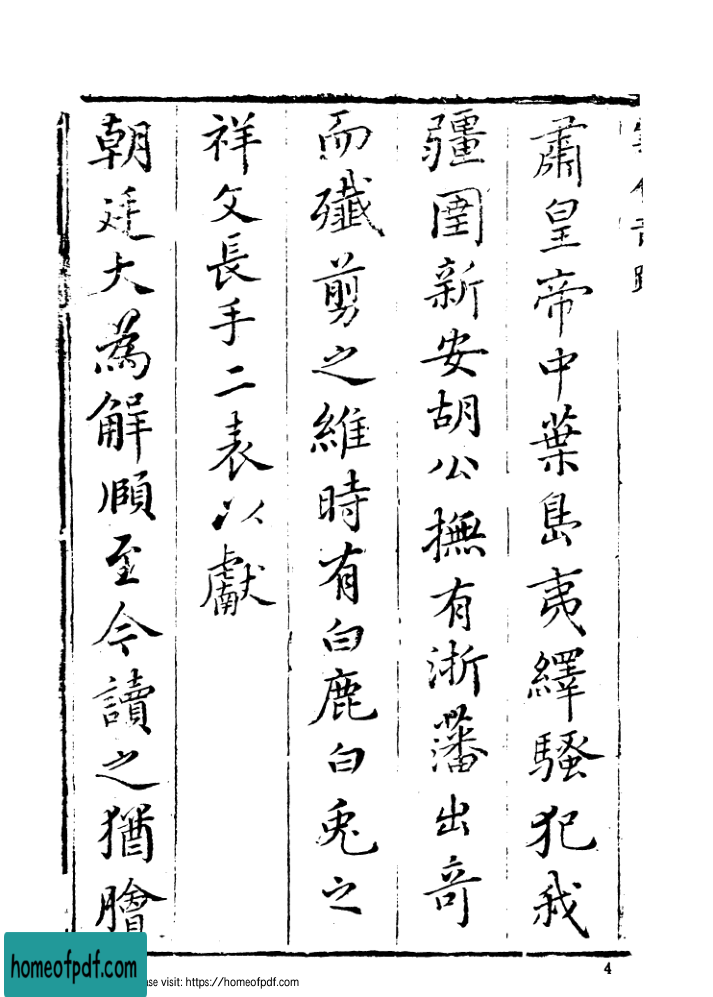 肅皇帝中葉島夷繹騷犯我
疆圉新安胡公撫有浙藩出奇
而殲剪之維時有白鹿白兎之
祥文長手二表以獻
朝廷大爲解頤至今讀之猶膾
4
homeofpdf.com
ase visit: https://homeofpdf.com